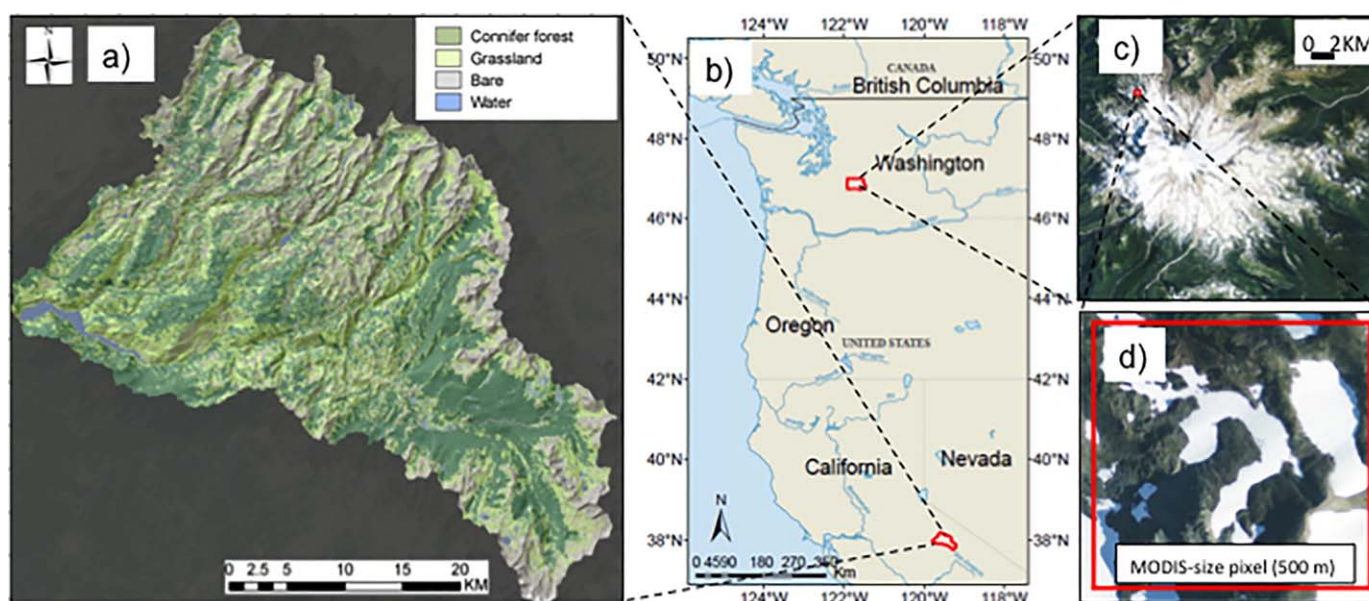 a)
N
Connifer forest
Grassland
Bare
Water
0 2.5 5 10 15 20
KM
124°W 122°W 120°W 118°W
b)
50°N 50°N
CANADA
British Columbia
48°N 48°N
Washington
46°N 46°N
44°N 44°N
Oregon
UNITED STATES
42°N 42°N
40°N 40°N
California
Nevada
N
38°N 38°N
0 4590 180 270 360
Km
124°W 122°W 120°W 118°W
c)
0 2KM
d)
MODIS-size pixel (500 m)